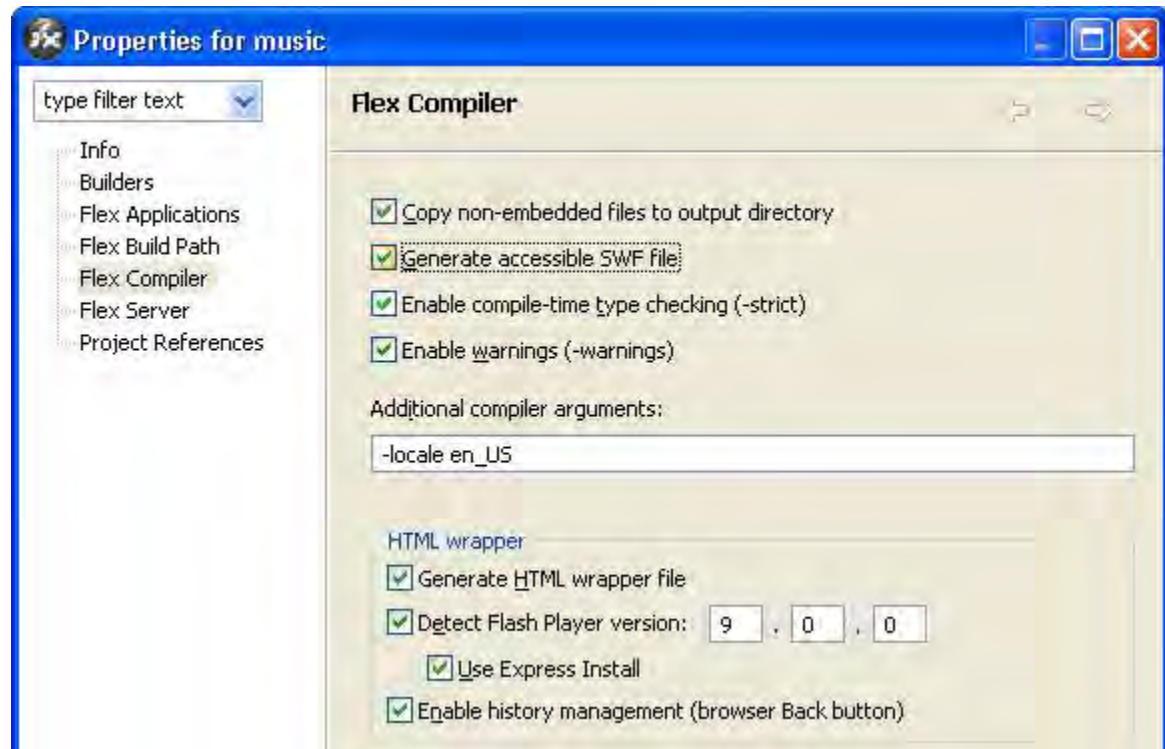 Properties for music
type filter text
Info
Builders
Flex Applications
Flex Build Path
Flex Compiler
Flex Server
Project References
Flex Compiler
Copy non-embedded files to output directory
Generate accessible SWF file
Enable compile-time type checking (-strict)
Enable warnings (-warnings)
Additional compiler arguments:
-locale en_US
HTML wrapper
Generate HTML wrapper file
Detect Flash Player version: 9 . 0 . 0
Use Express Install
Enable history management (browser Back button)